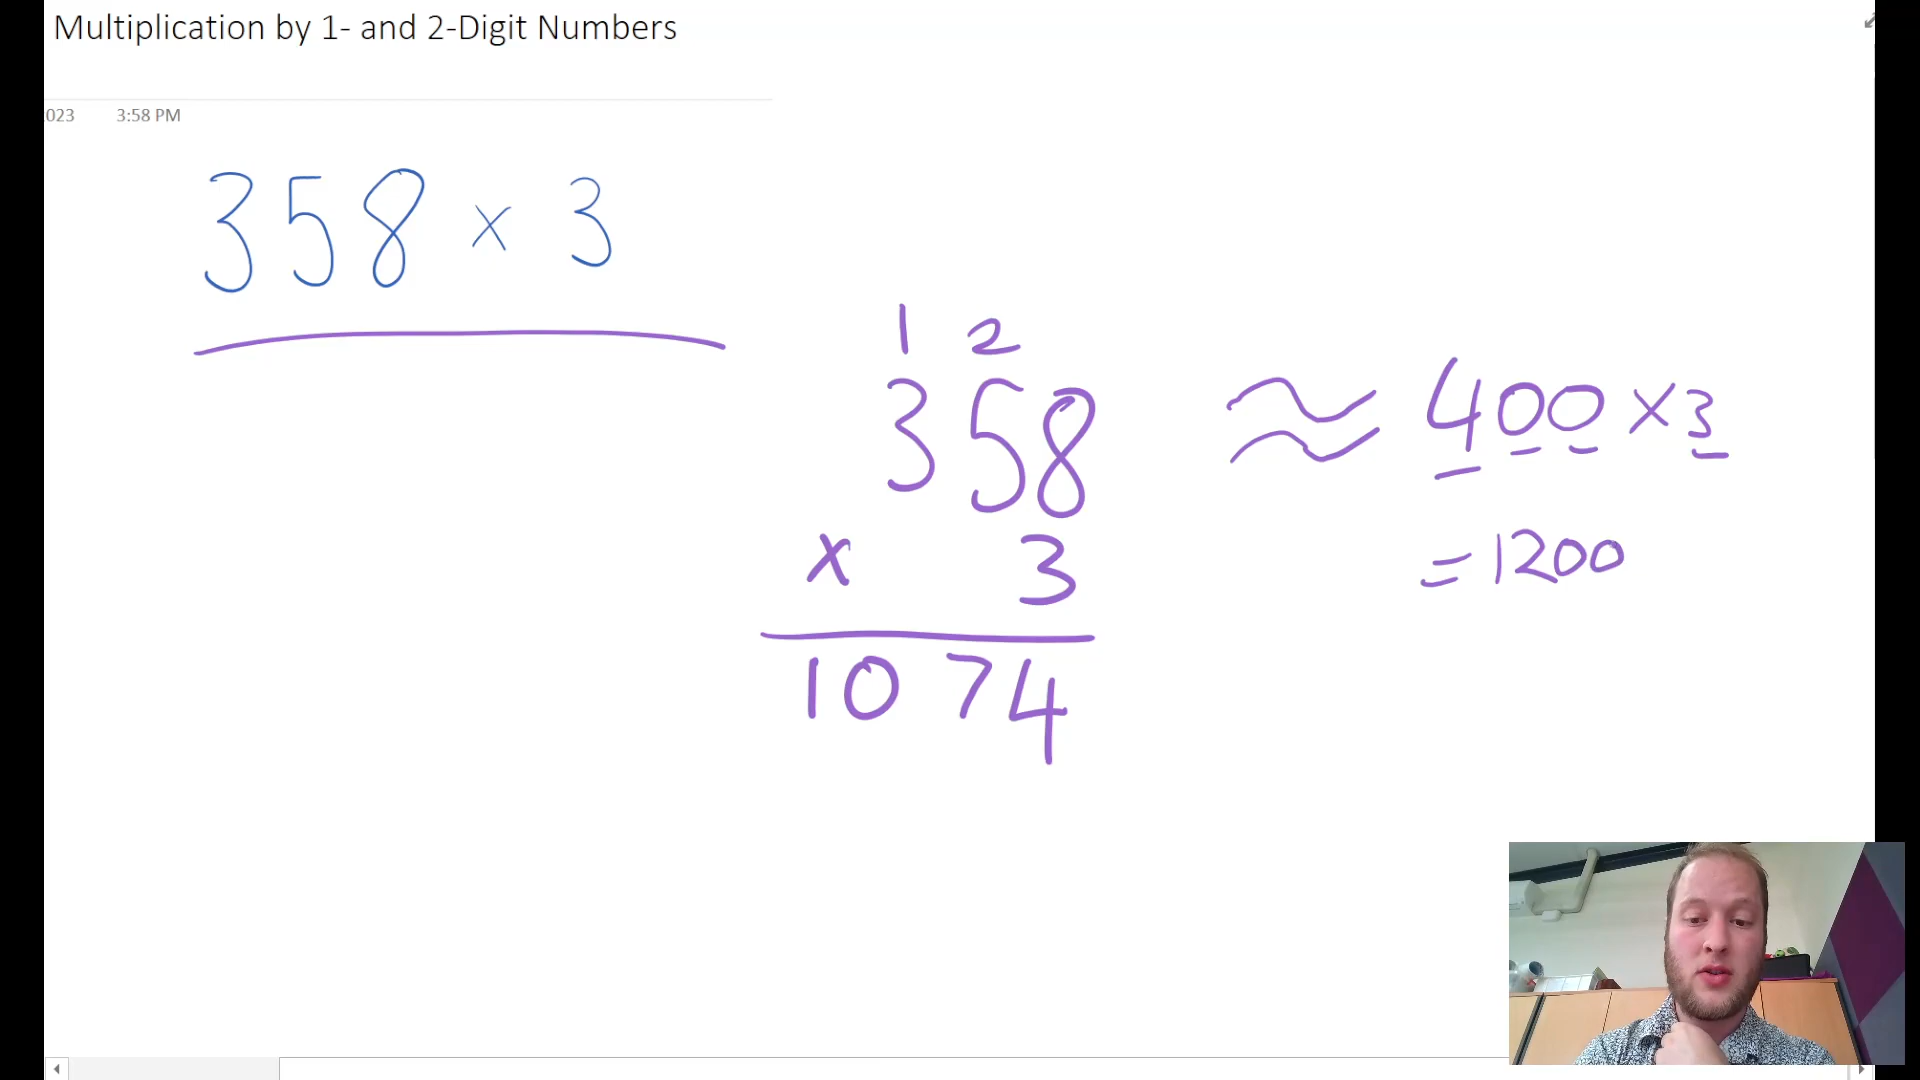 Multiplication by 1- and 2-Digit Numbers
023 3:58 PM
358 × 3
1 2
358
× 3
1074
≈ 400 × 3
= 1200